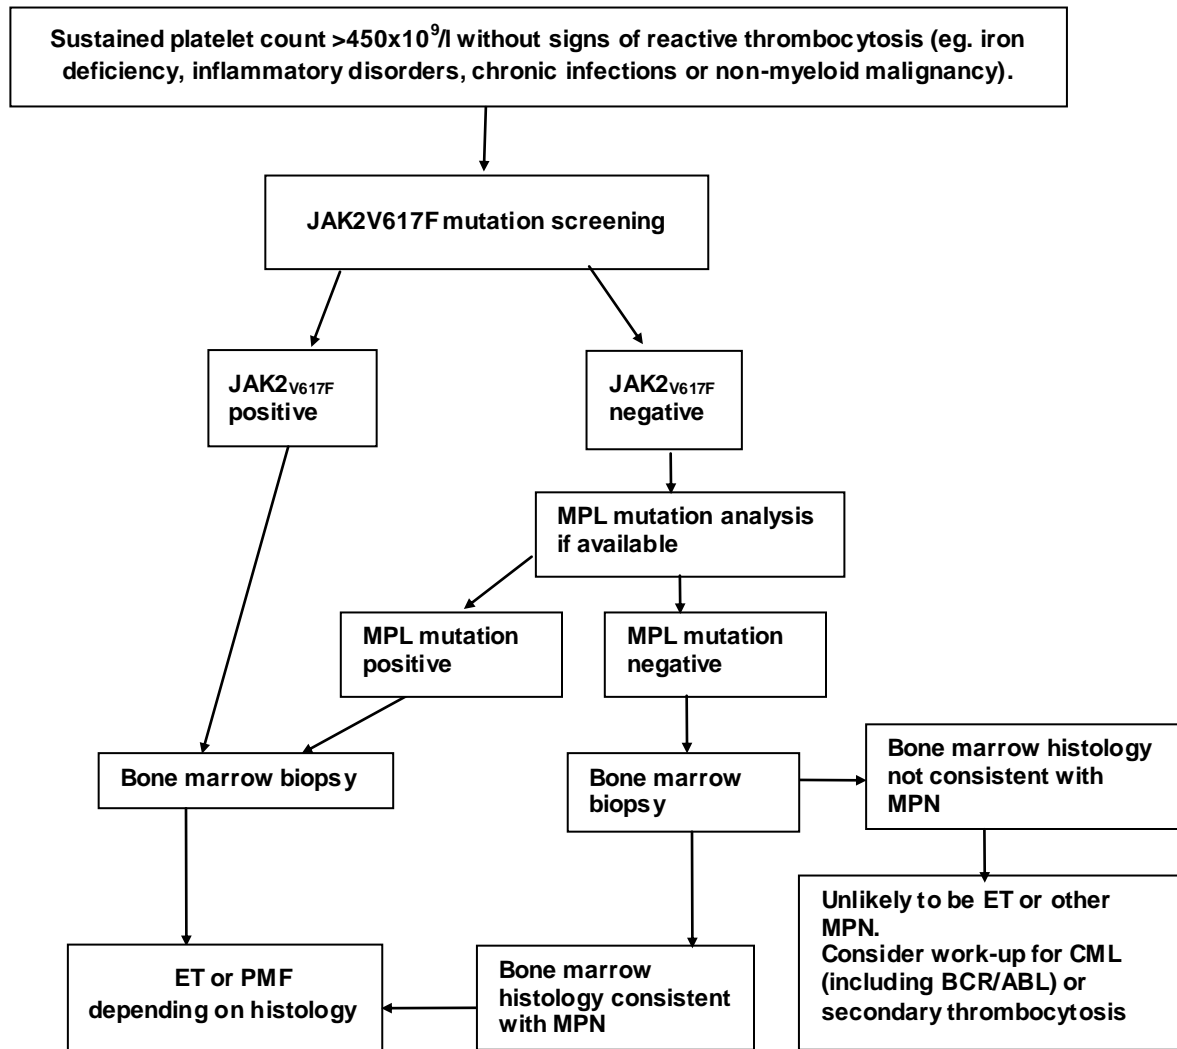 Sustained platelet count >450x10⁹/l without signs of reactive thrombocytosis (eg. iron
deficiency, inflammatory disorders, chronic infections or non-myeloid malignancy).
JAK2V617F mutation screening
JAK2V617F
positive
JAK2V617F
negative
MPL mutation analysis
if available
MPL mutation
positive
MPL mutation
negative
Bone marrow biopsy
Bone marrow
biopsy
Bone marrow histology
not consistent with
MPN
ET or PMF
depending on histology
Bone marrow
histology consistent
with MPN
Unlikely to be ET or other
MPN.
Consider work-up for CML
(including BCR/ABL) or
secondary thrombocytosis